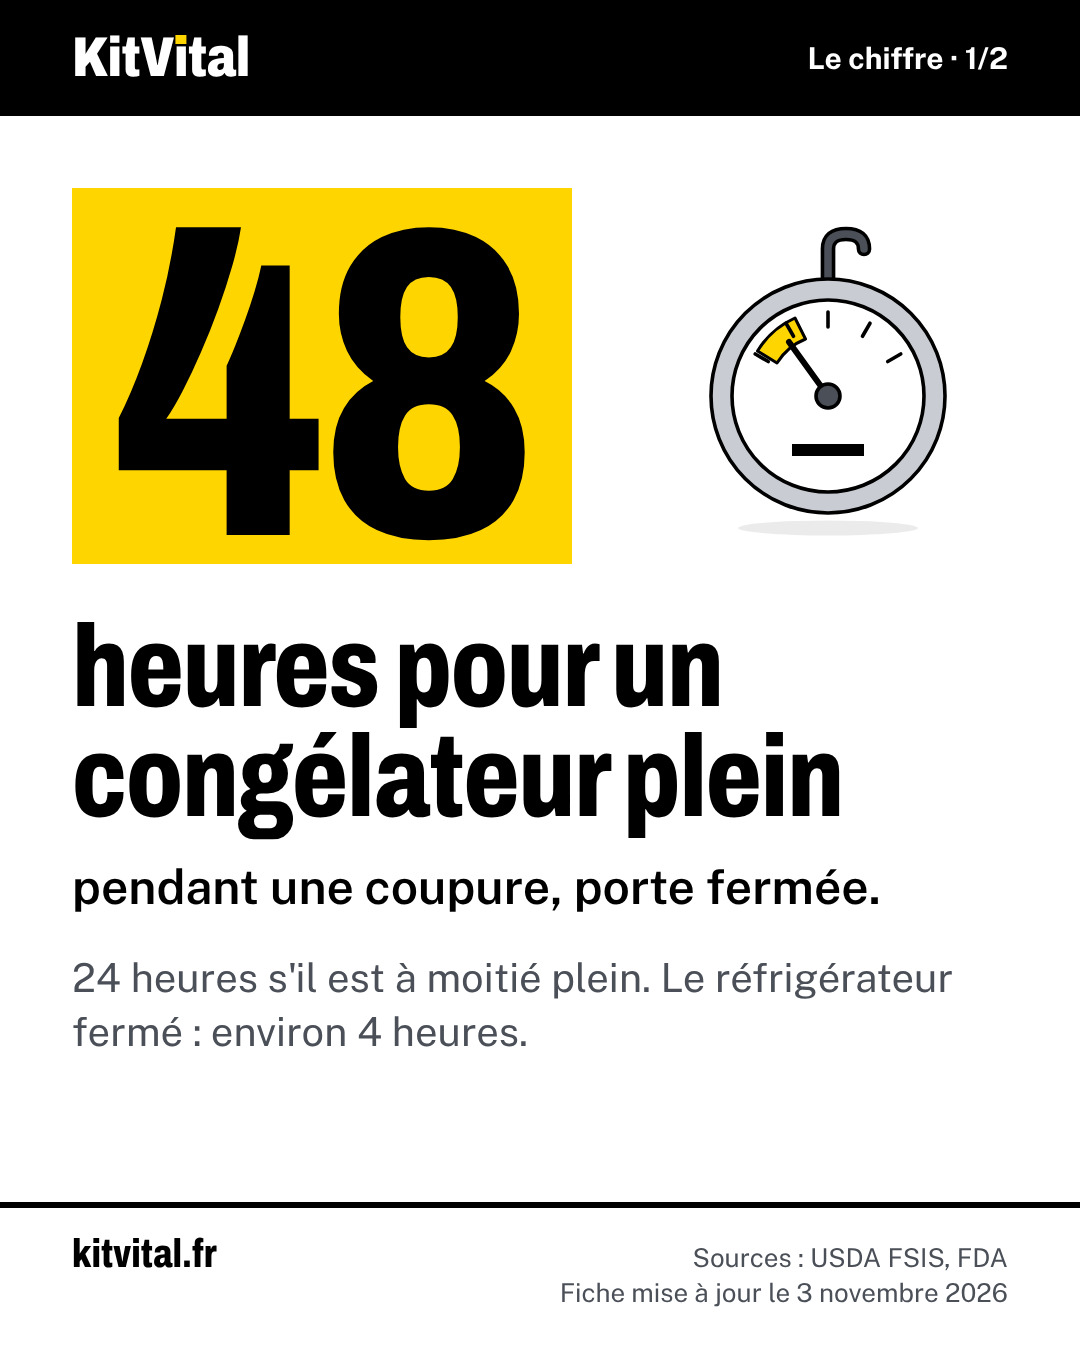 KitVital
Le chiffre · 1/2
48
heures pour un
congélateur plein
pendant une coupure, porte fermée.
24 heures s'il est à moitié plein. Le réfrigérateur
fermé : environ 4 heures.
kitvital.fr
Sources : USDA FSIS, FDA
Fiche mise à jour le 3 novembre 2026